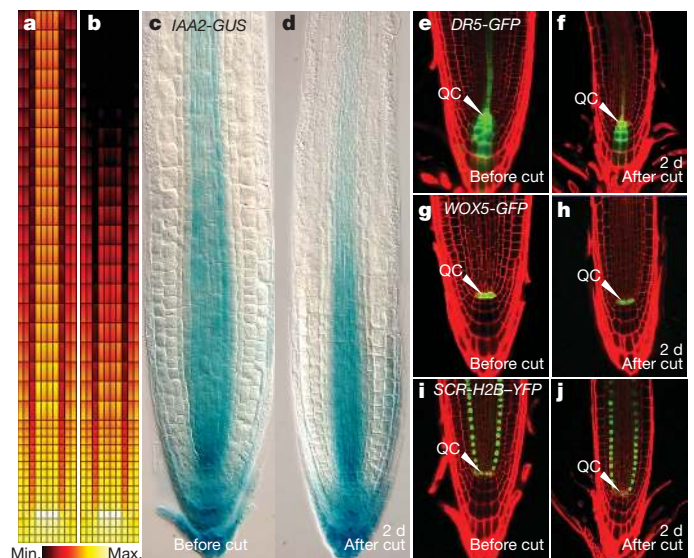 a
b
c IAA2-GUS
d
Before cut
2 d
After cut
Min.
Max.
e DR5-GFP
QC
Before cut
f
QC
2 d
After cut
g WOX5-GFP
QC
Before cut
h
QC
2 d
After cut
i SCR-H2B–YFP
QC
Before cut
j
QC
2 d
After cut